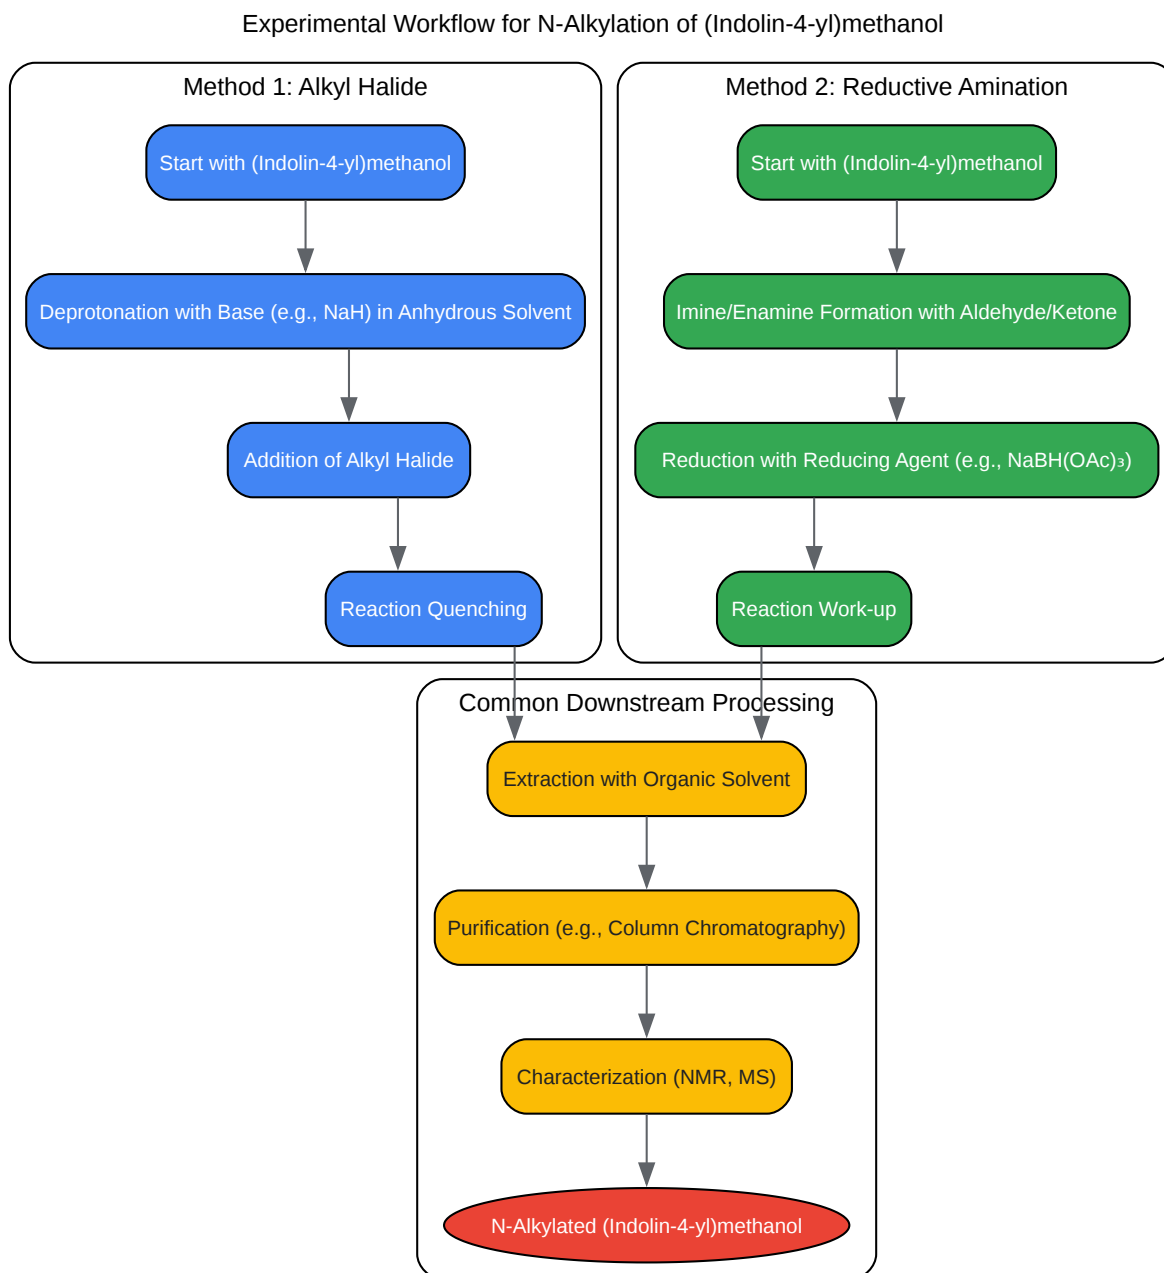 Experimental Workflow for N-Alkylation of (Indolin-4-yl)methanol
Method 1: Alkyl Halide
Start with (Indolin-4-yl)methanol
Deprotonation with Base (e.g., NaH) in Anhydrous Solvent
Addition of Alkyl Halide
Reaction Quenching
Method 2: Reductive Amination
Start with (Indolin-4-yl)methanol
Imine/Enamine Formation with Aldehyde/Ketone
Reduction with Reducing Agent (e.g., NaBH(OAc)₃)
Reaction Work-up
Common Downstream Processing
Extraction with Organic Solvent
Purification (e.g., Column Chromatography)
Characterization (NMR, MS)
N-Alkylated (Indolin-4-yl)methanol